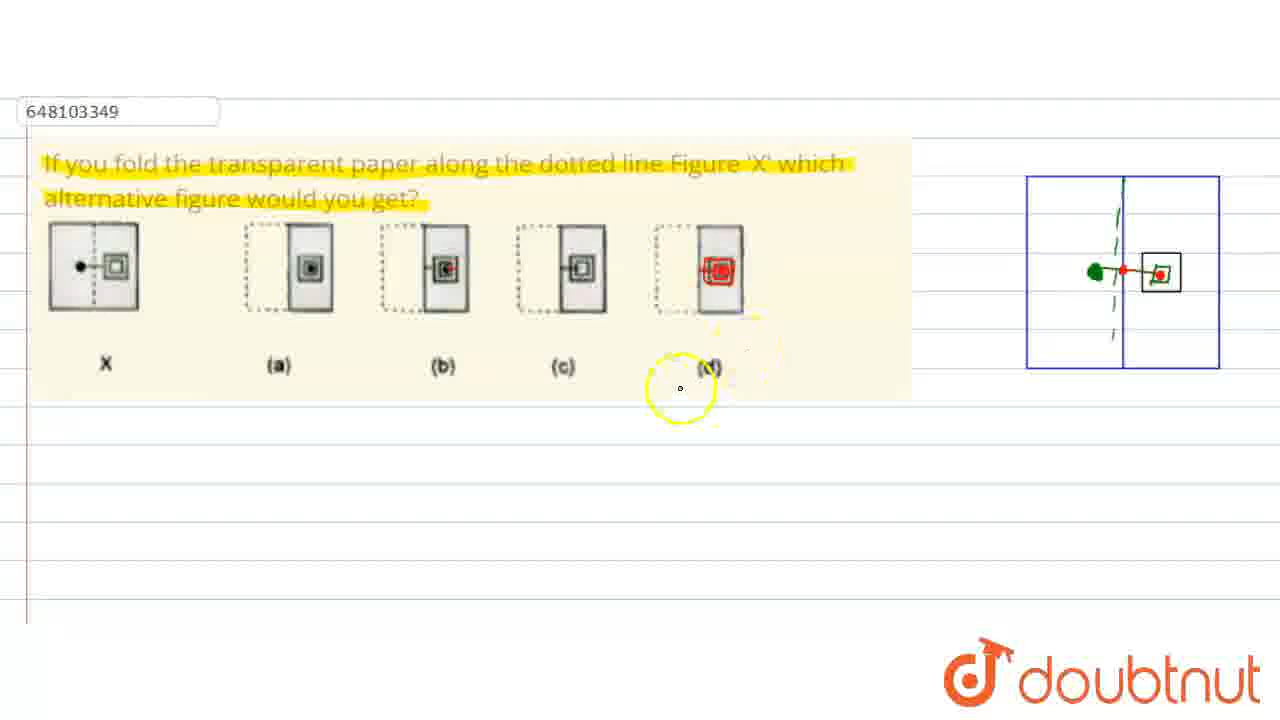 648103349
If you fold the transparent paper along the dotted line Figure 'X' which
alternative figure would you get?
X (a) (b) (c) (d)
doubtnut